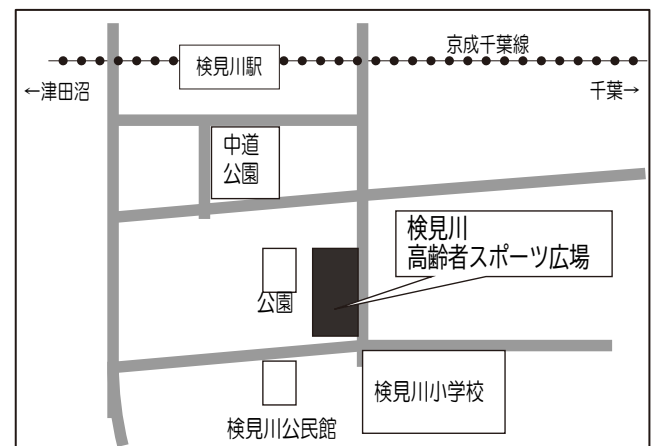 京成千葉線
検見川駅
←津田沼
千葉→
中道
公園
検見川
高齢者スポーツ広場
公園
検見川小学校
検見川公民館